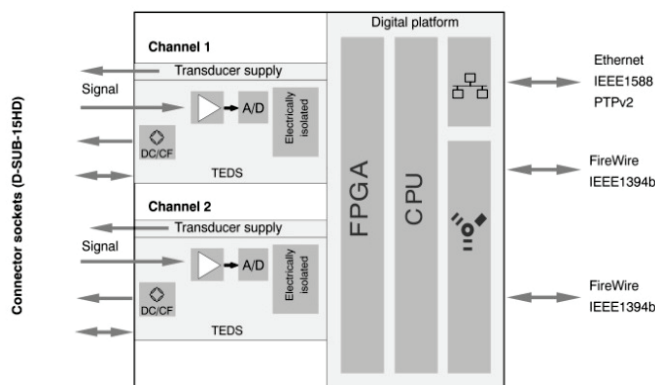 Digital platform
Channel 1
Transducer supply
Signal
A/D
Electrically
isolated
DC/CF
TEDS
Channel 2
Transducer supply
Signal
A/D
Electrically
isolated
DC/CF
TEDS
Connector sockets (D-SUB-15HD)
FPGA
CPU
Ethernet
IEEE1588
PTPv2
FireWire
IEEE1394b
FireWire
IEEE1394b